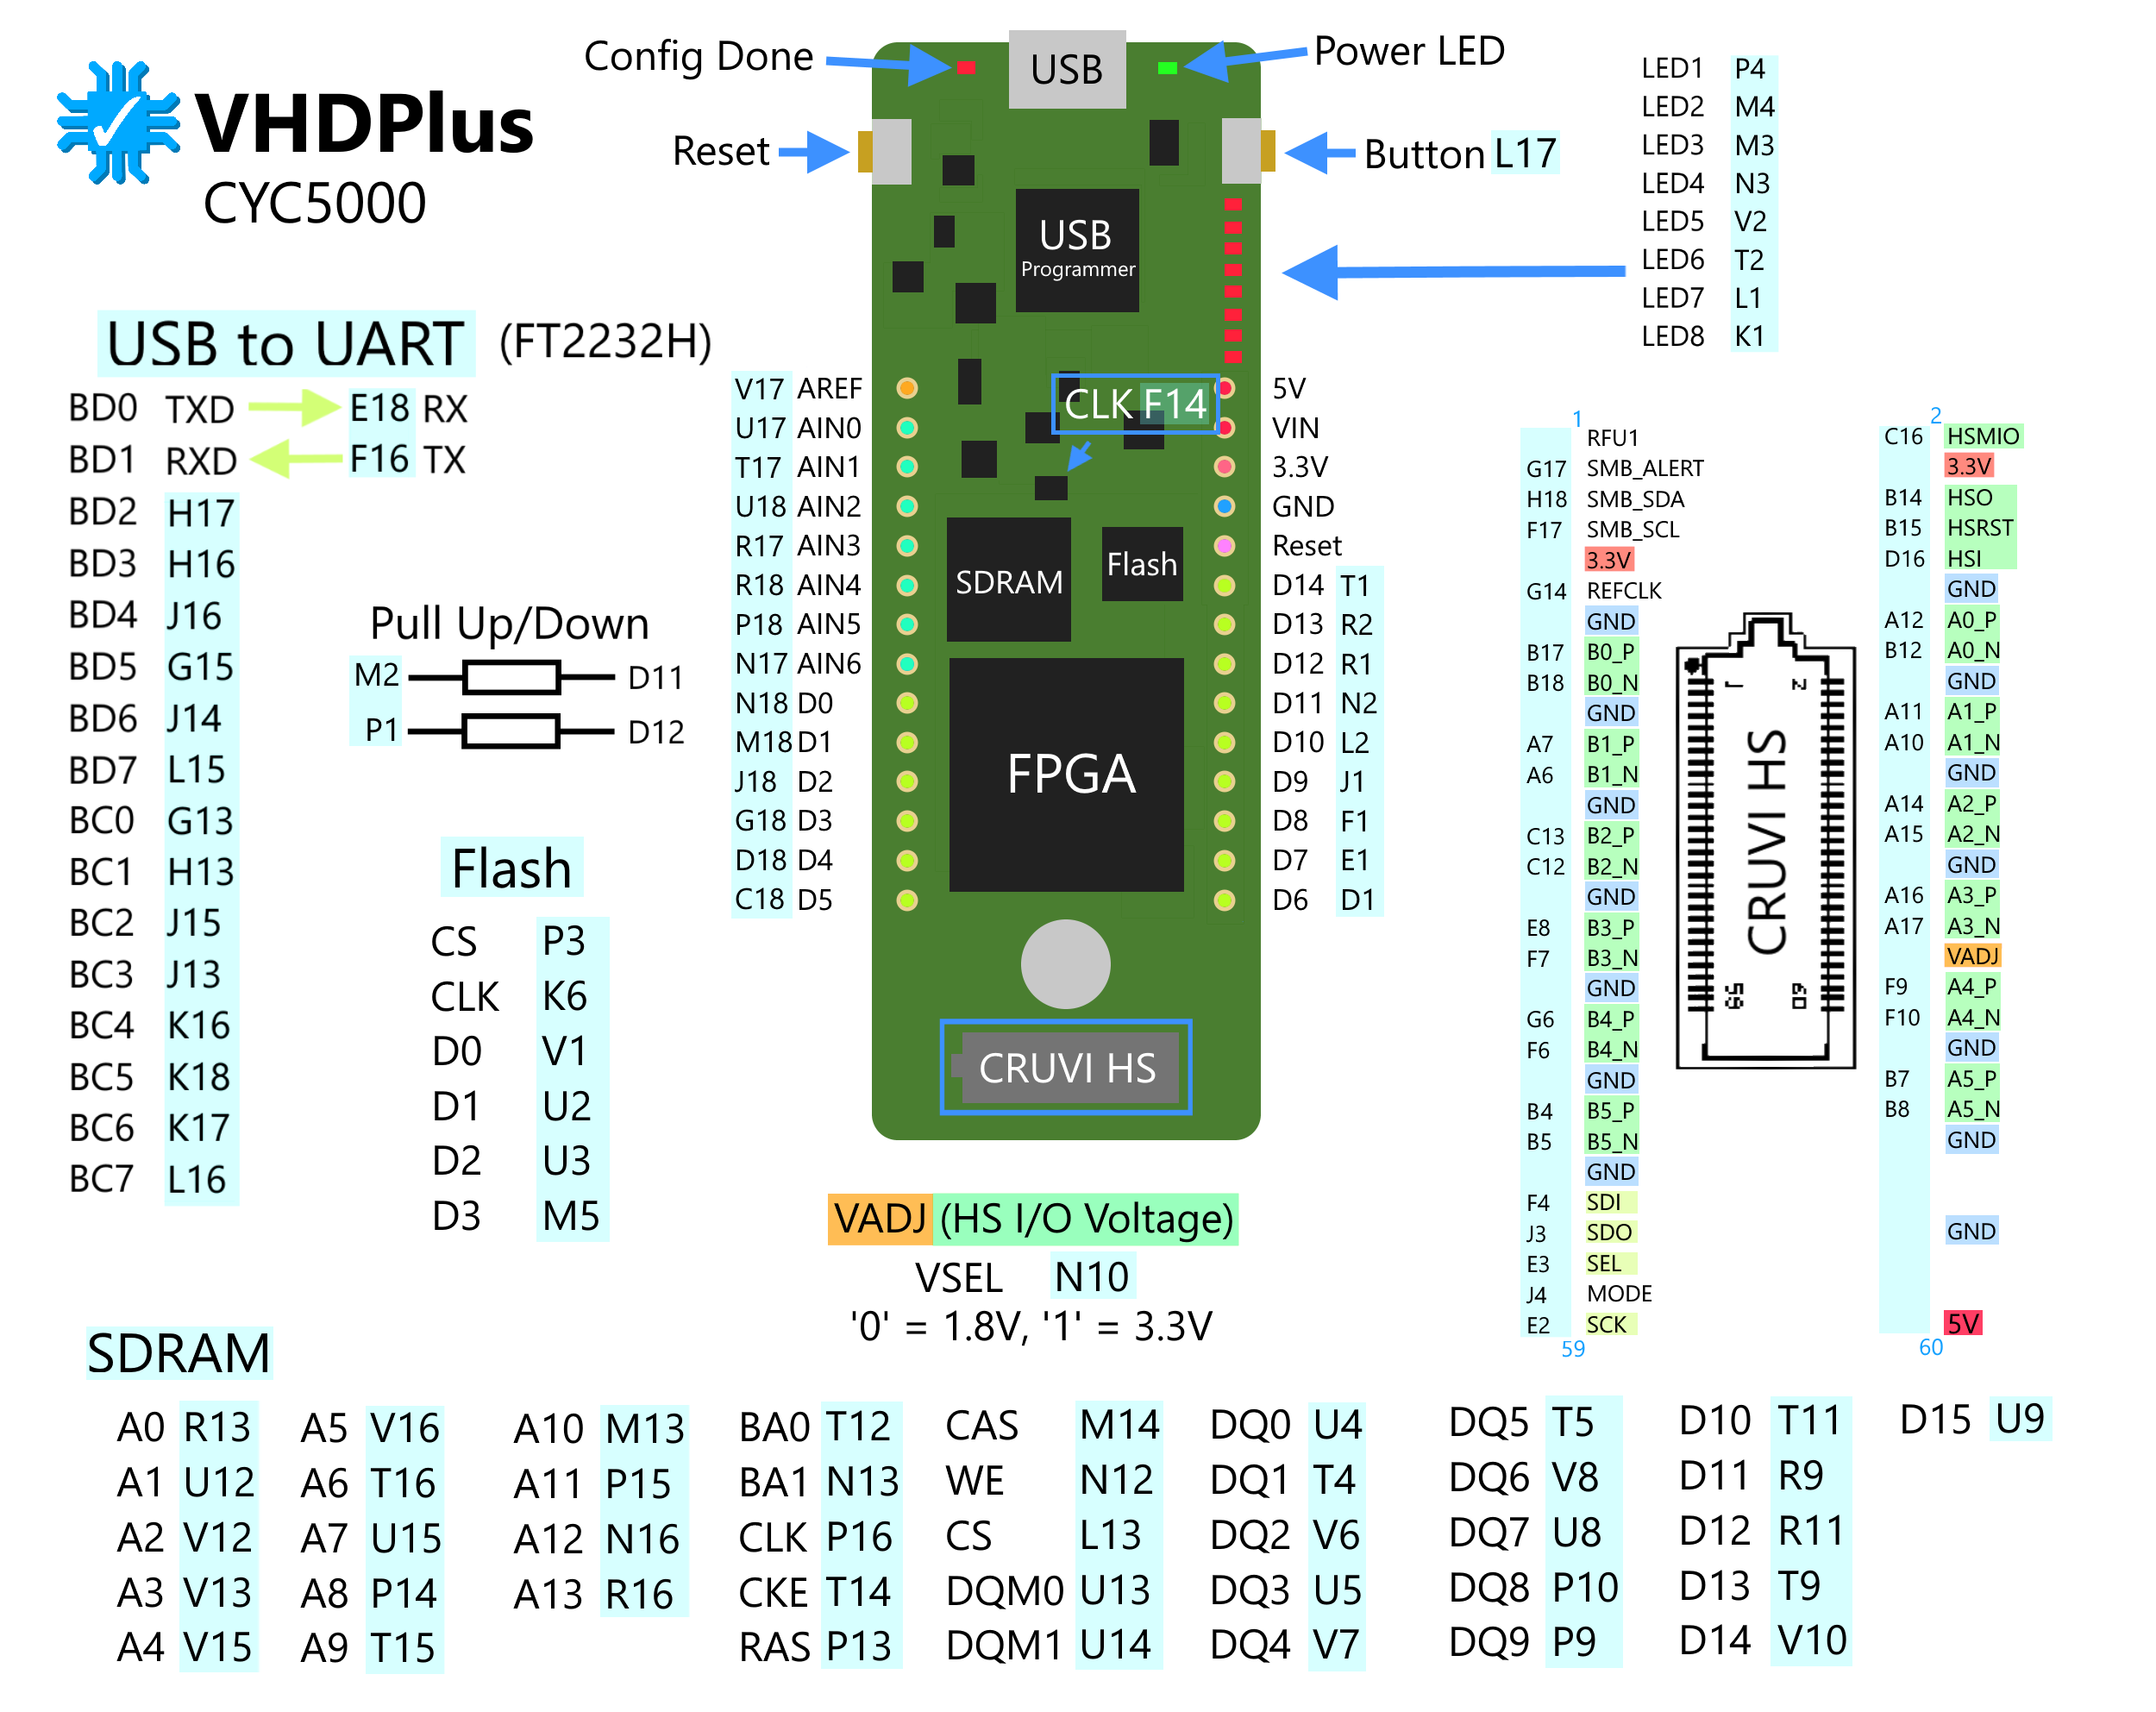 VHDPlus
CYC5000
Config Done
USB
Power LED
Reset
Button L17
USB
Programmer
LED1 P4
LED2 M4
LED3 M3
LED4 N3
LED5 V2
LED6 T2
LED7 L1
LED8 K1
USB to UART (FT2232H)
BD0 TXD E18 RX
BD1 RXD F16 TX
BD2 H17
BD3 H16
BD4 J16
BD5 G15
BD6 J14
BD7 L15
BC0 G13
BC1 H13
BC2 J15
BC3 J13
BC4 K16
BC5 K18
BC6 K17
BC7 L16
Pull Up/Down
M2 D11
P1 D12
Flash
CS P3
CLK K6
D0 V1
D1 U2
D2 U3
D3 M5
V17 AREF
U17 AIN0
T17 AIN1
U18 AIN2
R17 AIN3
R18 AIN4
P18 AIN5
N17 AIN6
N18 D0
M18 D1
J18 D2
G18 D3
D18 D4
C18 D5
CLK F14
SDRAM
Flash
FPGA
CRUVI HS
5V
VIN
3.3V
GND
Reset
D14 T1
D13 R2
D12 R1
D11 N2
D10 L2
D9 J1
D8 F1
D7 E1
D6 D1
1
RFU1
G17 SMB_ALERT
H18 SMB_SDA
F17 SMB_SCL
3.3V
G14 REFCLK
GND
B17 B0_P
B18 B0_N
GND
A7 B1_P
A6 B1_N
GND
C13 B2_P
C12 B2_N
GND
E8 B3_P
F7 B3_N
GND
G6 B4_P
F6 B4_N
GND
B4 B5_P
B5 B5_N
GND
F4 SDI
J3 SDO
E3 SEL
J4 MODE
E2 SCK
59
1 2
CRUVI HS
59 60
2
C16 HSMIO
3.3V
B14 HSO
B15 HSRST
D16 HSI
GND
A12 A0_P
B12 A0_N
GND
A11 A1_P
A10 A1_N
GND
A14 A2_P
A15 A2_N
GND
A16 A3_P
A17 A3_N
VADJ
F9 A4_P
F10 A4_N
GND
B7 A5_P
B8 A5_N
GND
GND
5V
60
VADJ (HS I/O Voltage)
VSEL N10
'0' = 1.8V, '1' = 3.3V
SDRAM
A0 R13 A5 V16 A10 M13 BA0 T12 CAS M14 DQ0 U4 DQ5 T5 D10 T11 D15 U9
A1 U12 A6 T16 A11 P15 BA1 N13 WE N12 DQ1 T4 DQ6 V8 D11 R9
A2 V12 A7 U15 A12 N16 CLK P16 CS L13 DQ2 V6 DQ7 U8 D12 R11
A3 V13 A8 P14 A13 R16 CKE T14 DQM0 U13 DQ3 U5 DQ8 P10 D13 T9
A4 V15 A9 T15 RAS P13 DQM1 U14 DQ4 V7 DQ9 P9 D14 V10